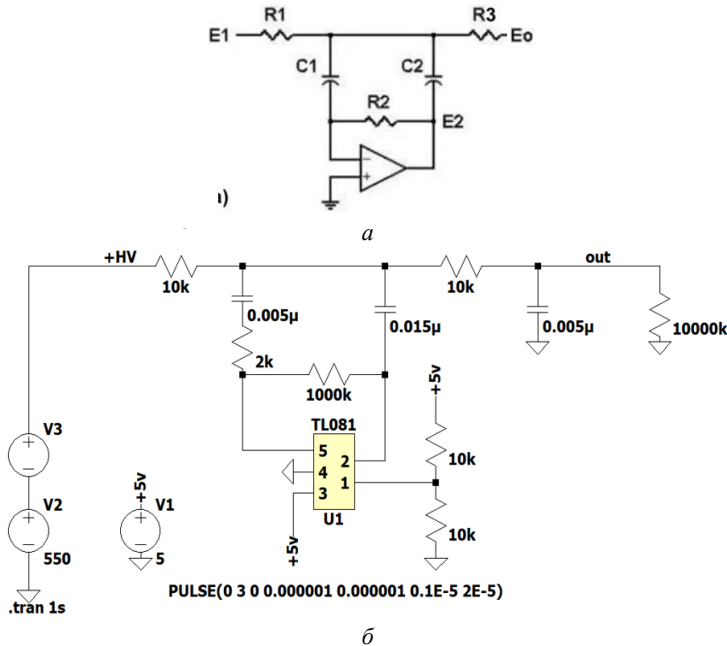 R1
R3
E1
Eo
C1
C2
R2
E2
−
+
а
+HV
10k
10k
out
0.005µ
0.015µ
0.005µ
10000k
2k
1000k
+5v
TL081
V3
+
−
5
2
4
1
3
10k
U1
V2
+5v
V1
+
−
+
−
10k
550
5
+5v
.tran 1s
PULSE(0 3 0 0.000001 0.000001 0.1E-5 2E-5)
б